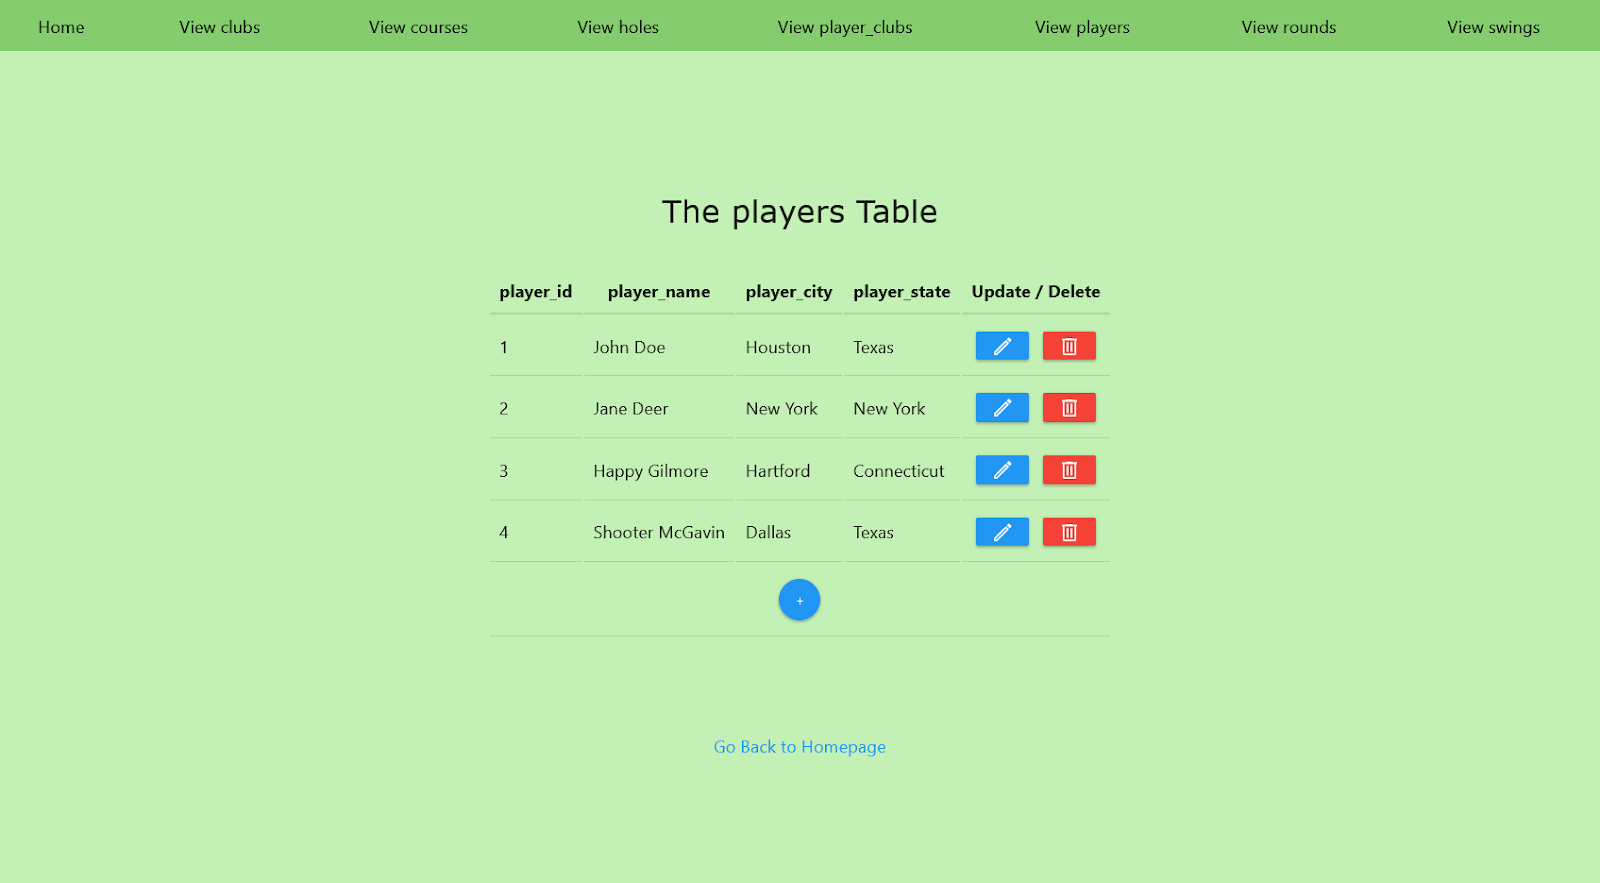 Home View clubs View courses View holes View player_clubs View players View rounds View swings
The players Table
player_id player_name player_city player_state Update / Delete
1 John Doe Houston Texas
2 Jane Deer New York New York
3 Happy Gilmore Hartford Connecticut
4 Shooter McGavin Dallas Texas
+
Go Back to Homepage